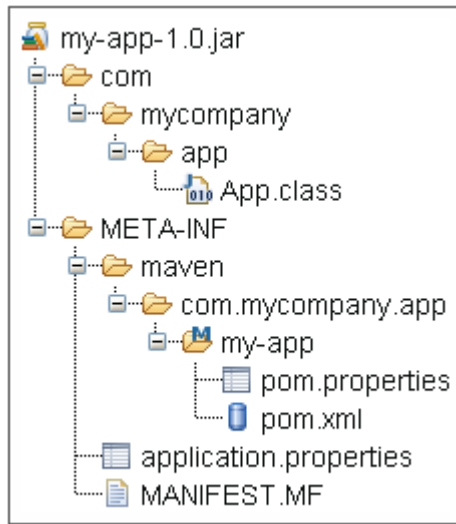 my-app-1.0.jar
com
mycompany
app
App.class
META-INF
maven
com.mycompany.app
my-app
pom.properties
pom.xml
application.properties
MANIFEST.MF